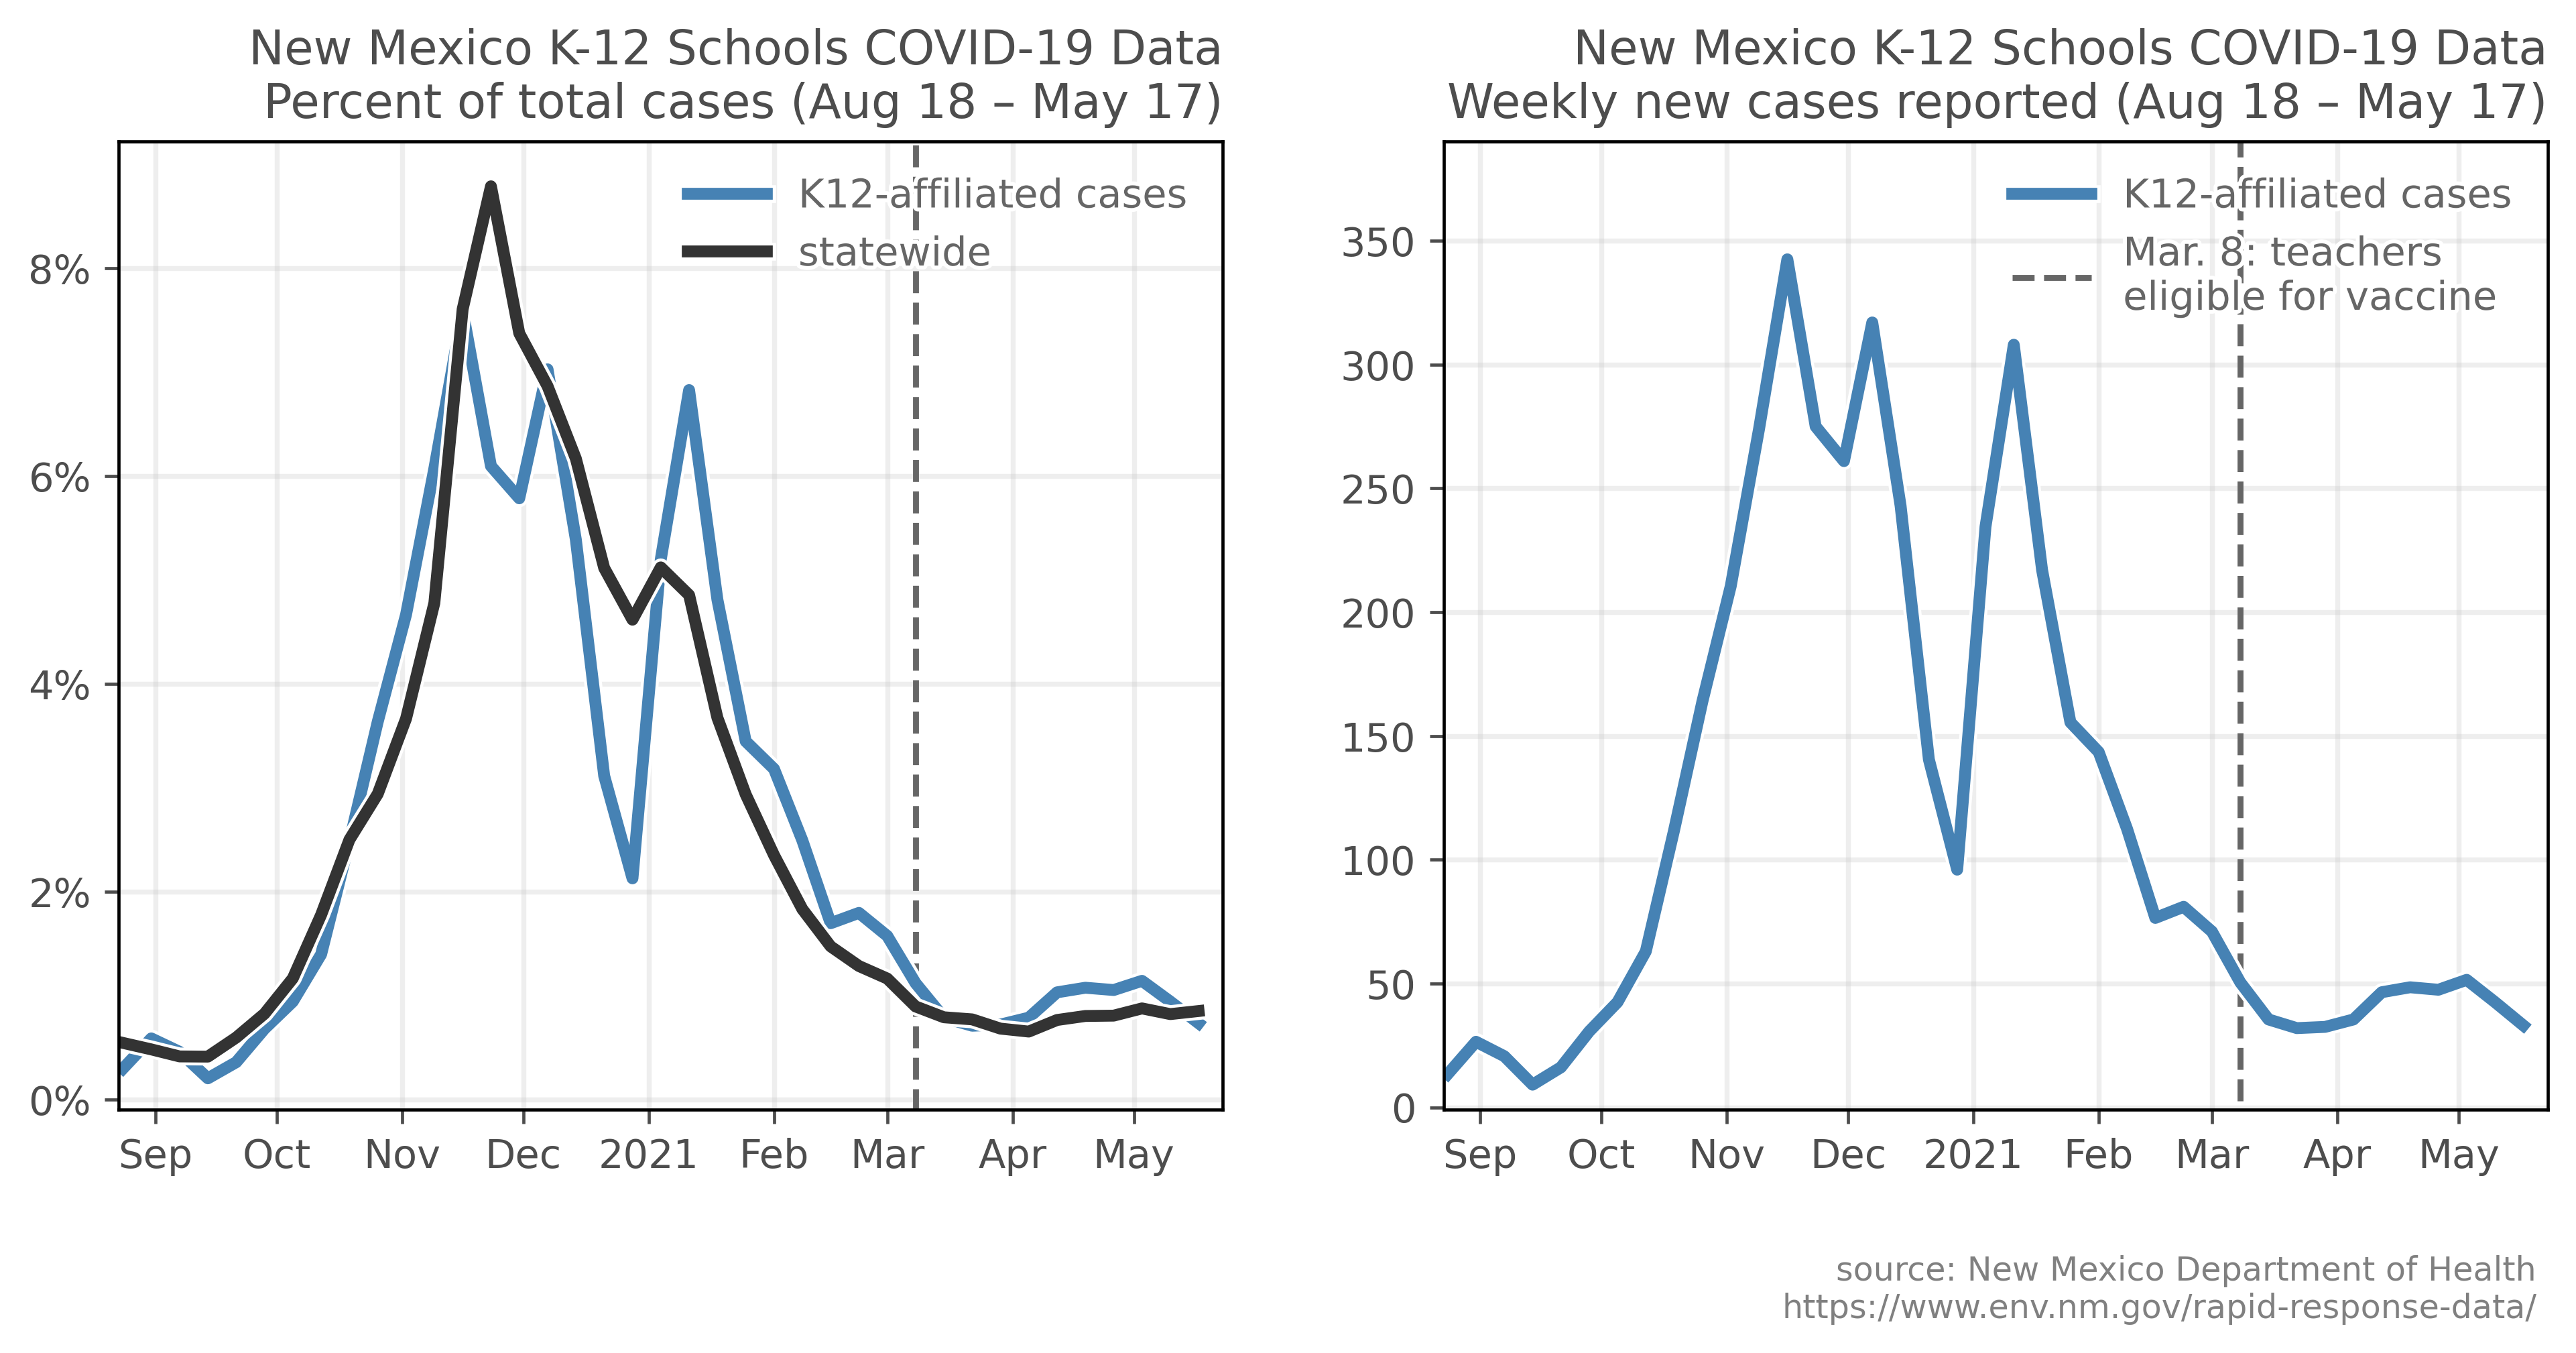 New Mexico K-12 Schools COVID-19 Data
Percent of total cases (Aug 18 – May 17)
K12-affiliated cases
statewide
8%
6%
4%
2%
0%
Sep Oct Nov Dec 2021 Feb Mar Apr May
New Mexico K-12 Schools COVID-19 Data
Weekly new cases reported (Aug 18 – May 17)
K12-affiliated cases
Mar. 8: teachers
eligible for vaccine
350
300
250
200
150
100
50
0
Sep Oct Nov Dec 2021 Feb Mar Apr May
source: New Mexico Department of Health
https://www.env.nm.gov/rapid-response-data/